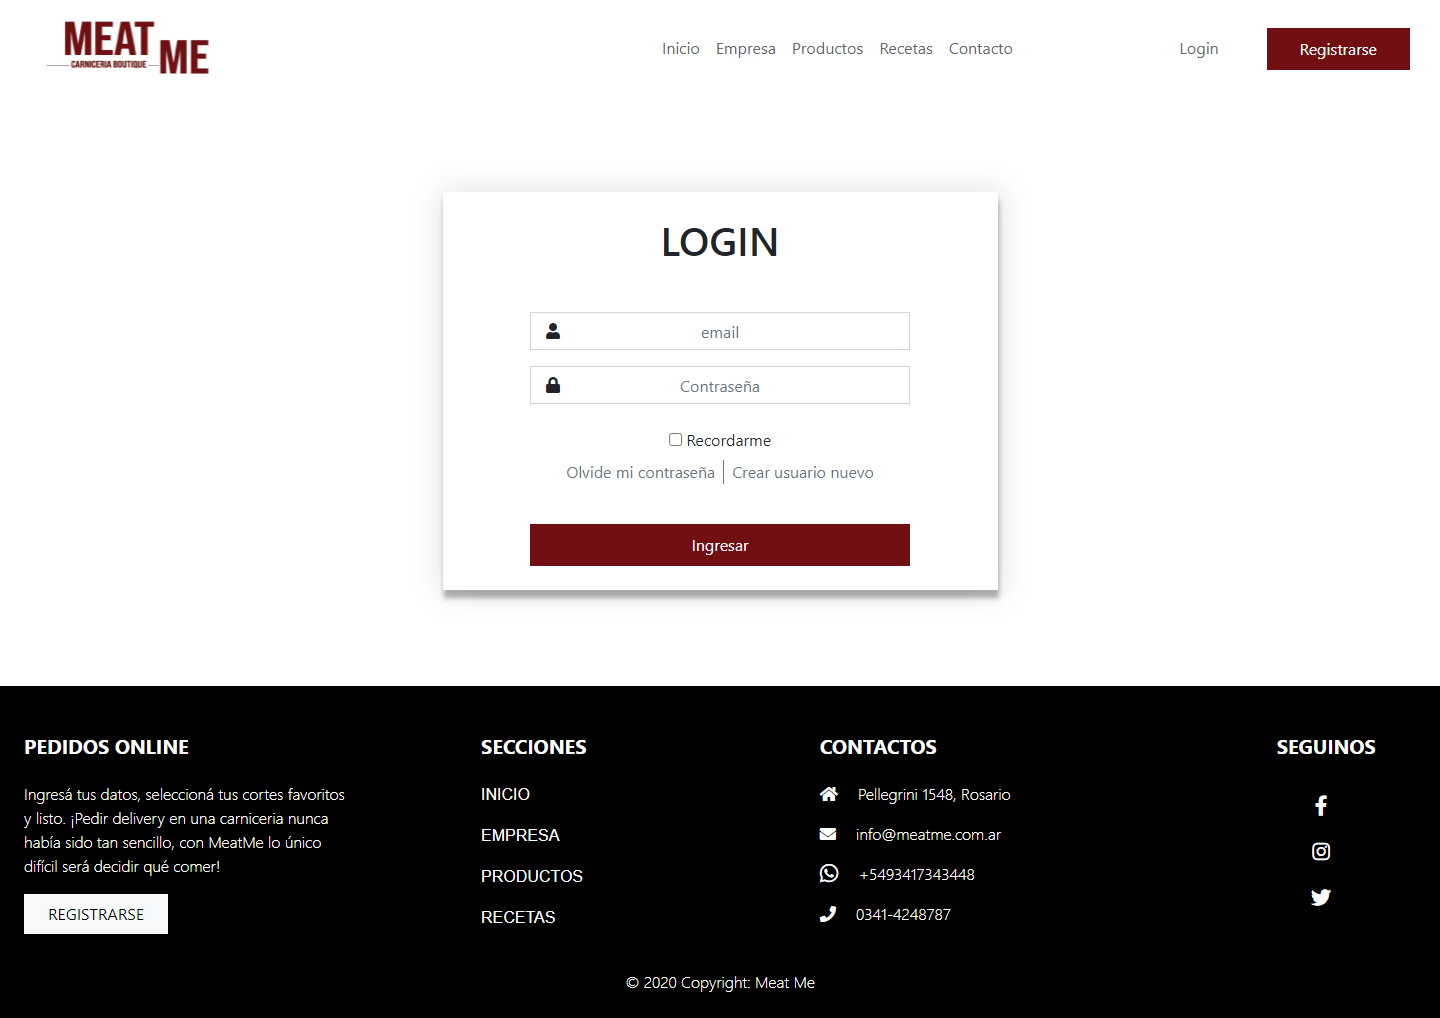 MEAT ME
CARNICERIA BOUTIQUE
Inicio Empresa Productos Recetas Contacto
Login
Registrarse
LOGIN
email
Contraseña
Recordarme
Olvide mi contraseña
Crear usuario nuevo
Ingresar
PEDIDOS ONLINE
Ingresá tus datos, seleccioná tus cortes favoritos
y listo. ¡Pedir delivery en una carniceria nunca
había sido tan sencillo, con MeatMe lo único
difícil será decidir qué comer!
REGISTRARSE
SECCIONES
INICIO
EMPRESA
PRODUCTOS
RECETAS
CONTACTOS
Pellegrini 1548, Rosario
info@meatme.com.ar
+5493417343448
0341-4248787
SEGUINOS
© 2020 Copyright: Meat Me